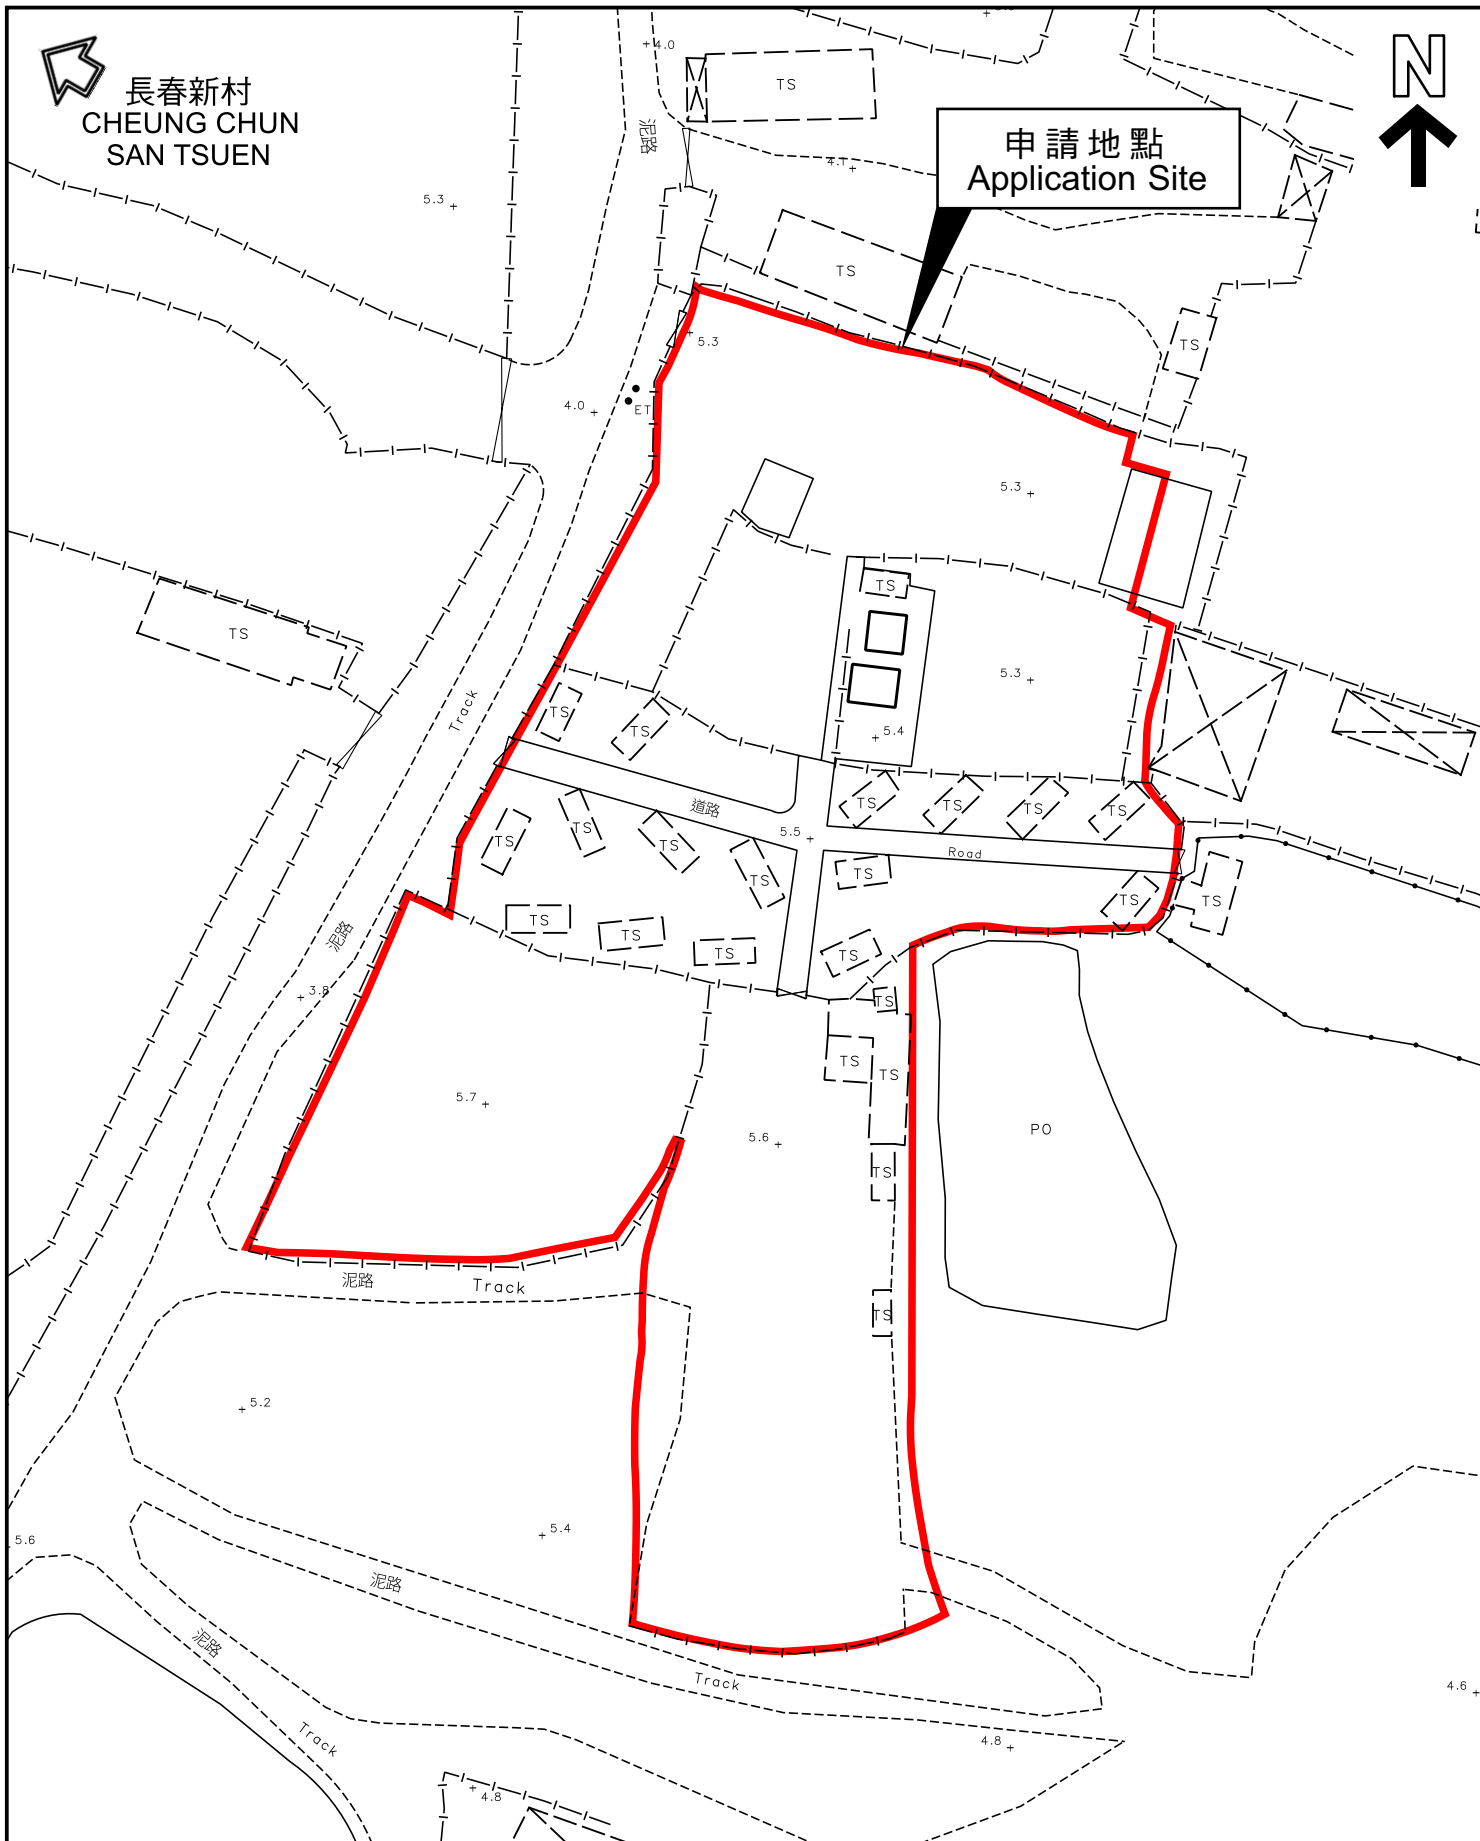 4.0
TS
長春新村
CHEUNG CHUN
SAN TSUEN
N
泥路
申請地點
Application Site
4.1
5.3
TS
5.3
TS
4.0
ET
5.3
TS
TS
5.3
Track
TS
TS
5.4
道路
TS
TS
TS
TS
5.5
TS
TS
TS
TS
Road
TS
TS
TS
TS
TS
TS
TS
TS
泥路
3.8
TS
TS
TS
5.7
5.6
PO
TS
泥路
Track
TS
5.2
5.4
5.6
泥路
泥路
Track
4.6
Track
4.8
4.8